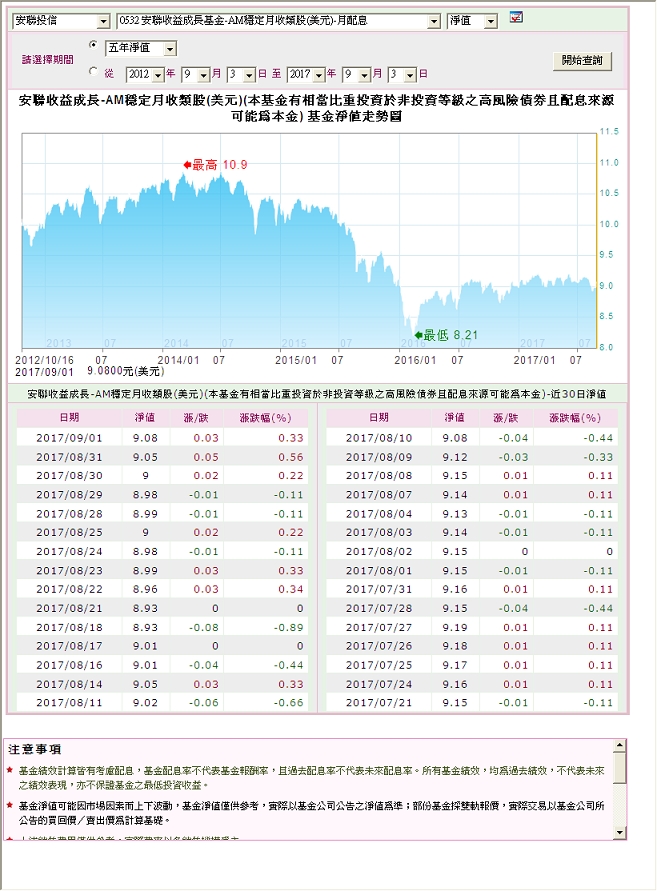 安聯投信 0532 安聯收益成長基金-AM穩定月收類股(美元)-月配息 淨值
請選擇期間
五年淨值
從 2012 年 9 月 3 日 至 2017 年 9 月 3 日
開始查詢
安聯收益成長-AM穩定月收類股(美元)(本基金有相當比重投資於非投資等級之高風險債券且配息來源
可能為本金) 基金淨值走勢圖
11.5
最高 10.9
11.0
10.5
10.0
9.5
9.0
8.5
最低 8.21
2013 07 2014 07 2015 07 2016 07 2017 07
8.0
2012/10/16 07 2014/01 07 2015/01 07 2016/01 07 2017/01 07
2017/09/01 9.0800元(美元)
安聯收益成長-AM穩定月收類股(美元)(本基金有相當比重投資於非投資等級之高風險債券且配息來源可能為本金)-近30日淨值
日期 淨值 漲/跌 漲跌幅(%) 日期 淨值 漲/跌 漲跌幅(%)
2017/09/01 9.08 0.03 0.33 2017/08/10 9.08 -0.04 -0.44
2017/08/31 9.05 0.05 0.56 2017/08/09 9.12 -0.03 -0.33
2017/08/30 9 0.02 0.22 2017/08/08 9.15 0.01 0.11
2017/08/29 8.98 -0.01 -0.11 2017/08/07 9.14 0.01 0.11
2017/08/28 8.99 -0.01 -0.11 2017/08/04 9.13 -0.01 -0.11
2017/08/25 9 0.02 0.22 2017/08/03 9.14 -0.01 -0.11
2017/08/24 8.98 -0.01 -0.11 2017/08/02 9.15 0 0
2017/08/23 8.99 0.03 0.33 2017/08/01 9.15 -0.01 -0.11
2017/08/22 8.96 0.03 0.34 2017/07/31 9.16 0.01 0.11
2017/08/21 8.93 0 0 2017/07/28 9.15 -0.04 -0.44
2017/08/18 8.93 -0.08 -0.89 2017/07/27 9.19 0.01 0.11
2017/08/17 9.01 0 0 2017/07/26 9.18 0.01 0.11
2017/08/16 9.01 -0.04 -0.44 2017/07/25 9.17 0.01 0.11
2017/08/14 9.05 0.03 0.33 2017/07/24 9.16 0.01 0.11
2017/08/11 9.02 -0.06 -0.66 2017/07/21 9.15 -0.01 -0.11
注意事項
基金績效計算皆有考慮配息，基金配息率不代表基金報酬率，且過去配息率不代表未來配息率。所有基金績效，均為過去績效，不代表未來
之績效表現，亦不保證基金之最低投資收益。
基金淨值可能因市場因素而上下波動，基金淨值僅供參考，實際以基金公司公告之淨值為準；部份基金採雙軌報價，實際交易以基金公司所
公告的買回價／賣出價為計算基礎。